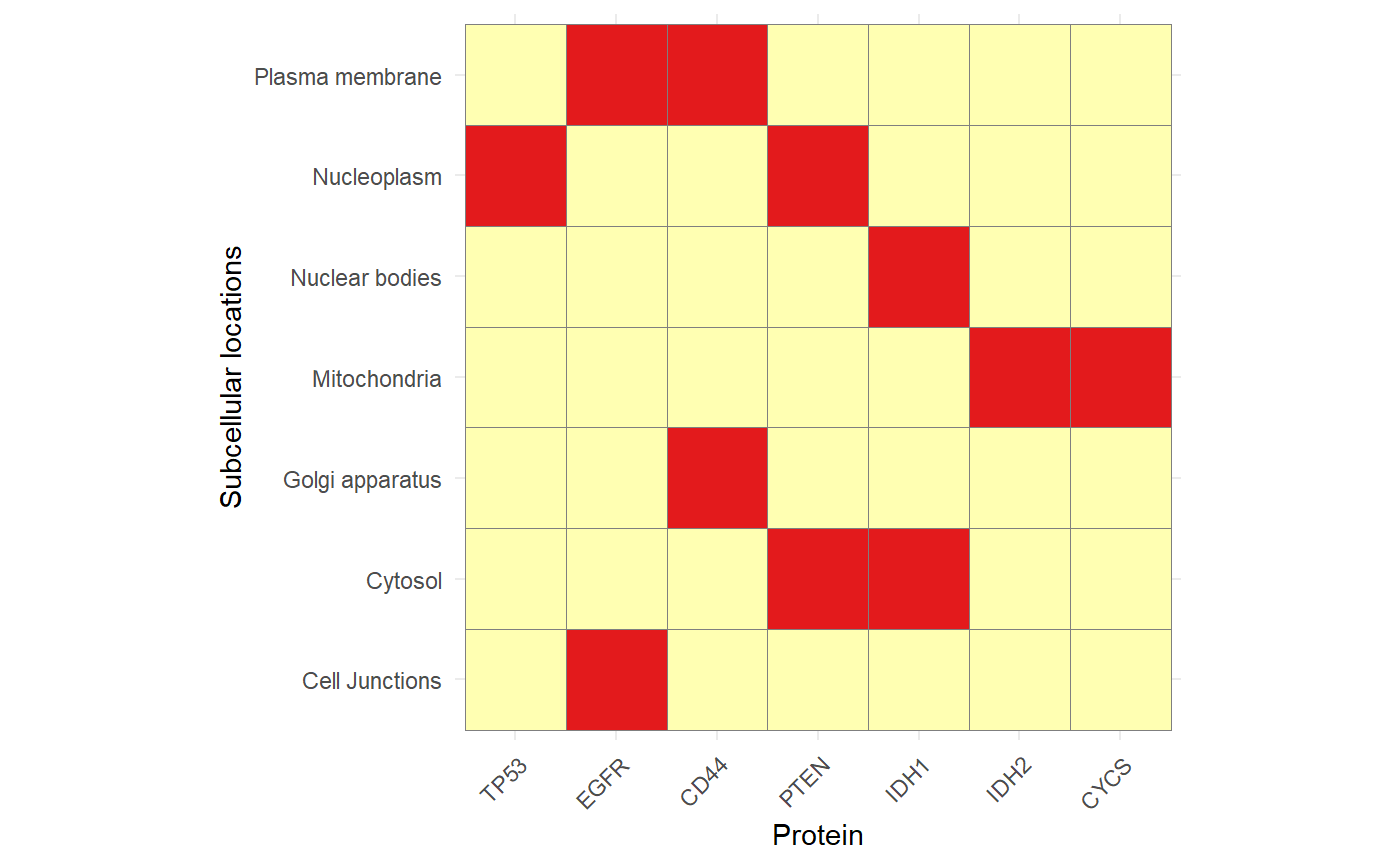 Subcellular locations
Plasma membrane
Nucleoplasm
Nuclear bodies
Mitochondria
Golgi apparatus
Cytosol
Cell Junctions
TP53
EGFR
CD44
PTEN
IDH1
IDH2
CYCS
Protein